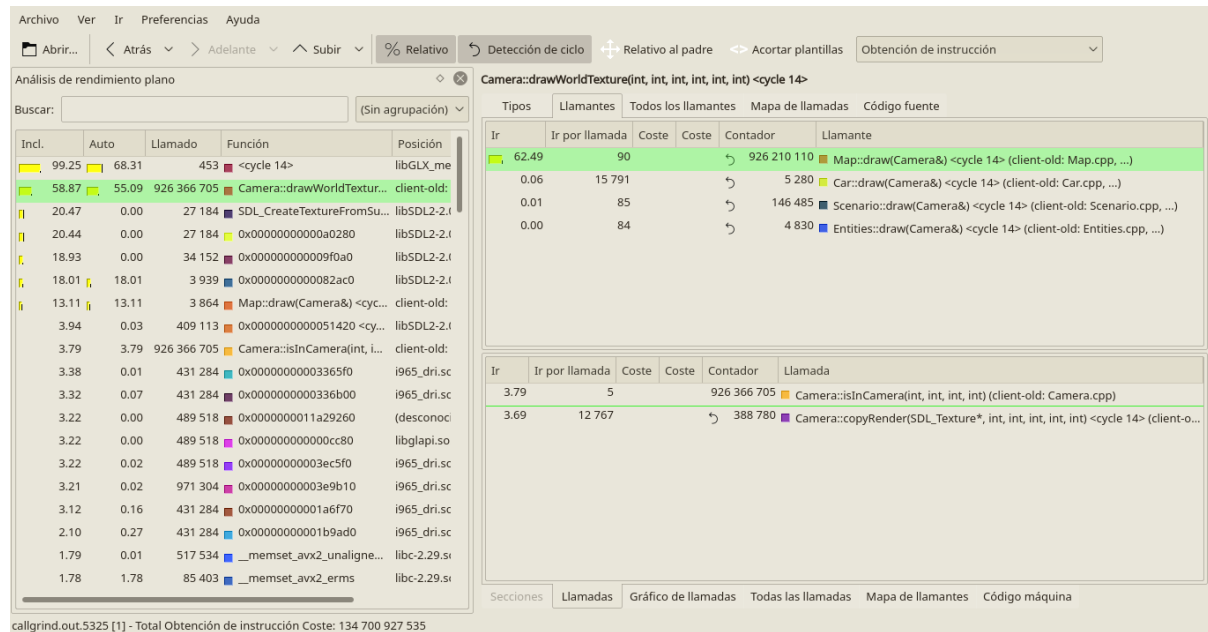 Archivo Ver Ir Preferencias Ayuda
Abrir... Atrás Adelante Subir % Relativo Detección de ciclo Relativo al padre <> Acortar plantillas Obtención de instrucción
Análisis de rendimiento plano
Buscar: (Sin agrupación)
Incl. Auto Llamado Función Posición
99.25 68.31 453 <cycle 14> libGLX_me
58.87 55.09 926 366 705 Camera::drawWorldTextur... client-old:
20.47 0.00 27 184 SDL_CreateTextureFromSu... libSDL2-2.(
20.44 0.00 27 184 0x00000000000a0280 libSDL2-2.(
18.93 0.00 34 152 0x000000000009f0a0 libSDL2-2.(
18.01 18.01 3 939 0x0000000000082ac0 libSDL2-2.(
13.11 13.11 3 864 Map::draw(Camera&) <cyc... client-old:
3.94 0.03 409 113 0x0000000000051420 <cy... libSDL2-2.(
3.79 3.79 926 366 705 Camera::isInCamera(int, i... client-old:
3.38 0.01 431 284 0x00000000003365f0 i965_dri.sc
3.32 0.07 431 284 0x0000000000336b00 i965_dri.sc
3.22 0.00 489 518 0x0000000011a29260 (desconoci
3.22 0.00 489 518 0x000000000000cc80 libglapi.so
3.22 0.02 489 518 0x00000000003ec5f0 i965_dri.sc
3.21 0.02 971 304 0x00000000003e9b10 i965_dri.sc
3.12 0.16 431 284 0x00000000001a6f70 i965_dri.sc
2.10 0.27 431 284 0x00000000001b9ad0 i965_dri.sc
1.79 0.01 517 534 __memset_avx2_unaligne... libc-2.29.s
1.78 1.78 85 403 __memset_avx2_erms libc-2.29.s
Camera::drawWorldTexture(int, int, int, int, int, int) <cycle 14>
Tipos Llamantes Todos los llamantes Mapa de llamadas Código fuente
Ir Ir por llamada Coste Coste Contador Llamante
62.49 90 926 210 110 Map::draw(Camera&) <cycle 14> (client-old: Map.cpp, ...)
0.06 15 791 5 280 Car::draw(Camera&) <cycle 14> (client-old: Car.cpp, ...)
0.01 85 146 485 Scenario::draw(Camera&) <cycle 14> (client-old: Scenario.cpp, ...)
0.00 84 4 830 Entities::draw(Camera&) <cycle 14> (client-old: Entities.cpp, ...)
Ir Ir por llamada Coste Coste Contador Llamada
3.79 5 926 366 705 Camera::isInCamera(int, int, int, int) (client-old: Camera.cpp)
3.69 12 767 388 780 Camera::copyRender(SDL_Texture*, int, int, int, int, int) <cycle 14> (client-o...
Secciones Llamadas Gráfico de llamadas Todas las llamadas Mapa de llamantes Código máquina
callgrind.out.5325 [1] - Total Obtención de instrucción Coste: 134 700 927 535